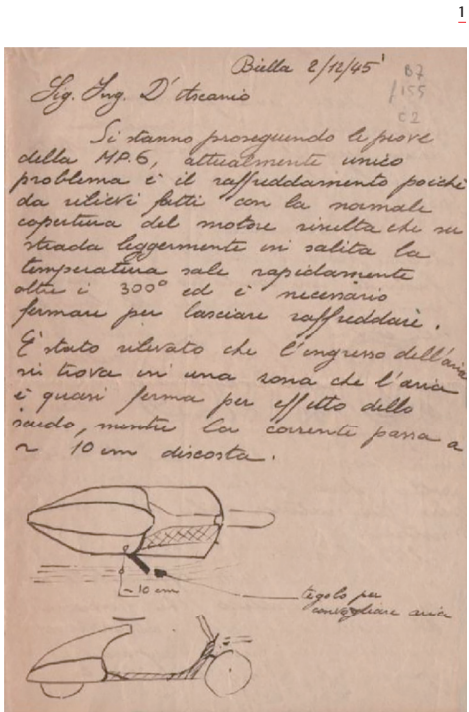 1
Biella 2/12/45
B7
/155
C2
Sig. Ing. D'Ascanio
Si stanno proseguendo le prove
della MP.6, attualmente unico
problema è il raffreddamento poichè
da rilievi fatti con la normale
copertura del motore risulta che su
strada leggermente in salita la
temperatura sale rapidamente
oltre i 300° ed è necessario
fermare per lasciare raffreddare.
E' stato rilevato che l'ingresso dell'aria
si trova in una zona che l'aria
è quasi ferma per effetto dello
scudo, mentre la corrente passa a
~ 10 cm discosta.
~ 10 cm
tegolo per
convogliare aria